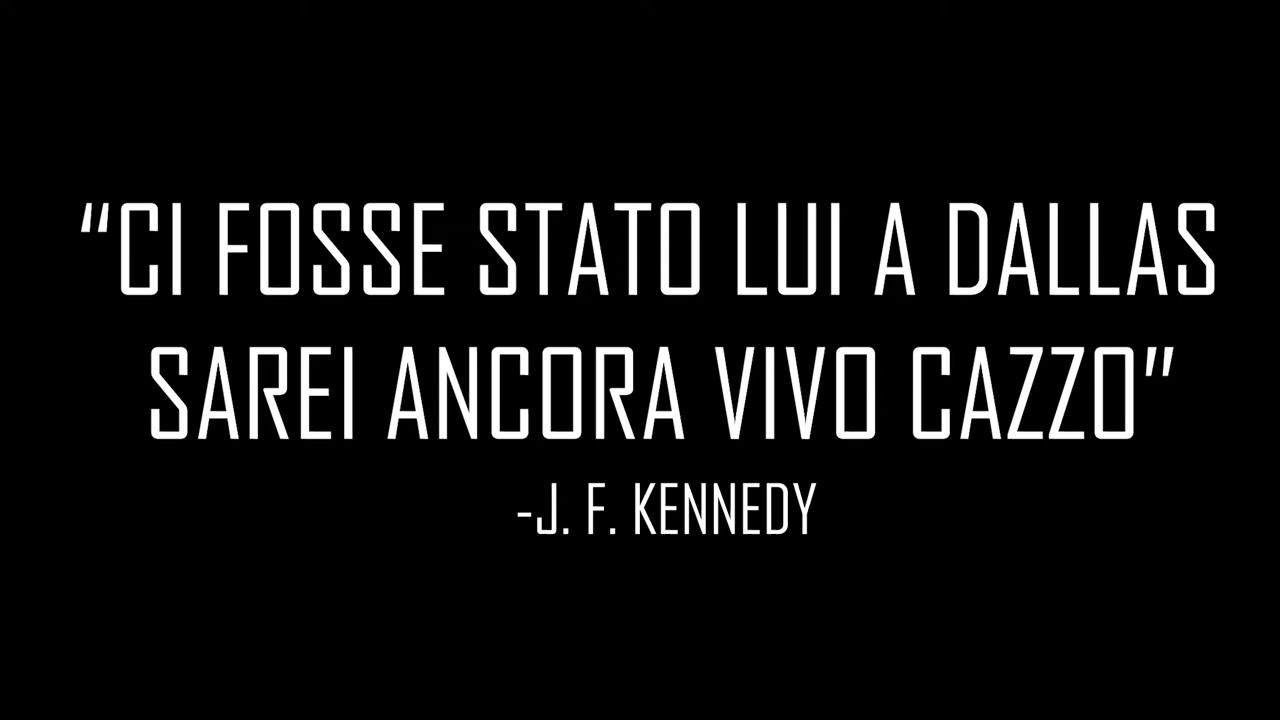 “CI FOSSE STATO LUI A DALLAS
SAREI ANCORA VIVO CAZZO”
-J. F. KENNEDY